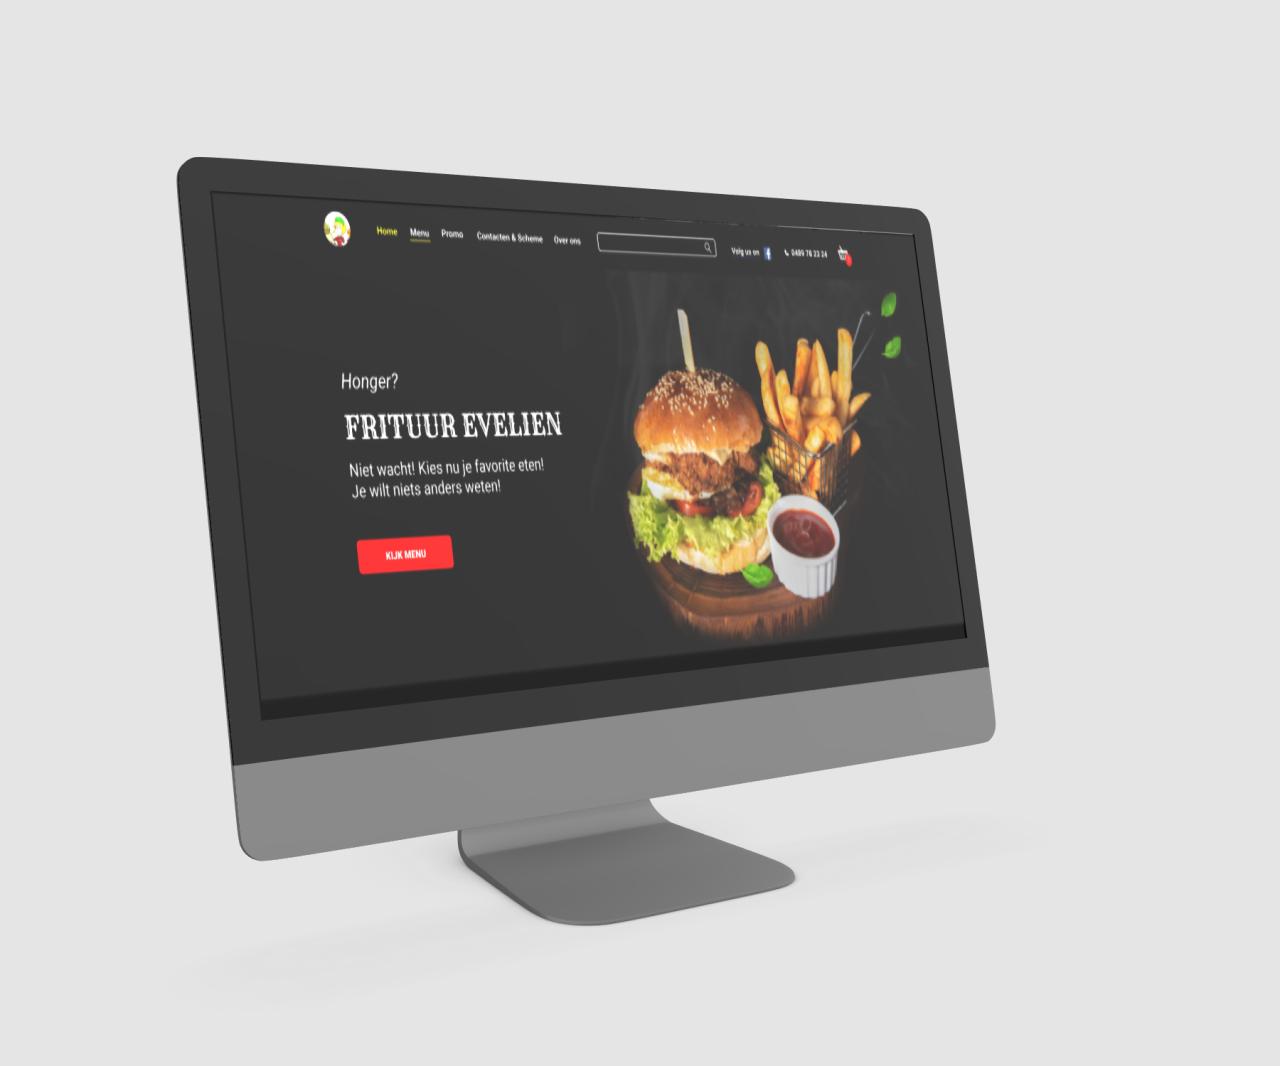 Home Menu Promo Contacten & Scheme Over ons
Volg us on 0489 78 23 24
Honger?
FRITUUR EVELIEN
Niet wacht! Kies nu je favorite eten!
Je wilt niets anders weten!
KIJK MENU